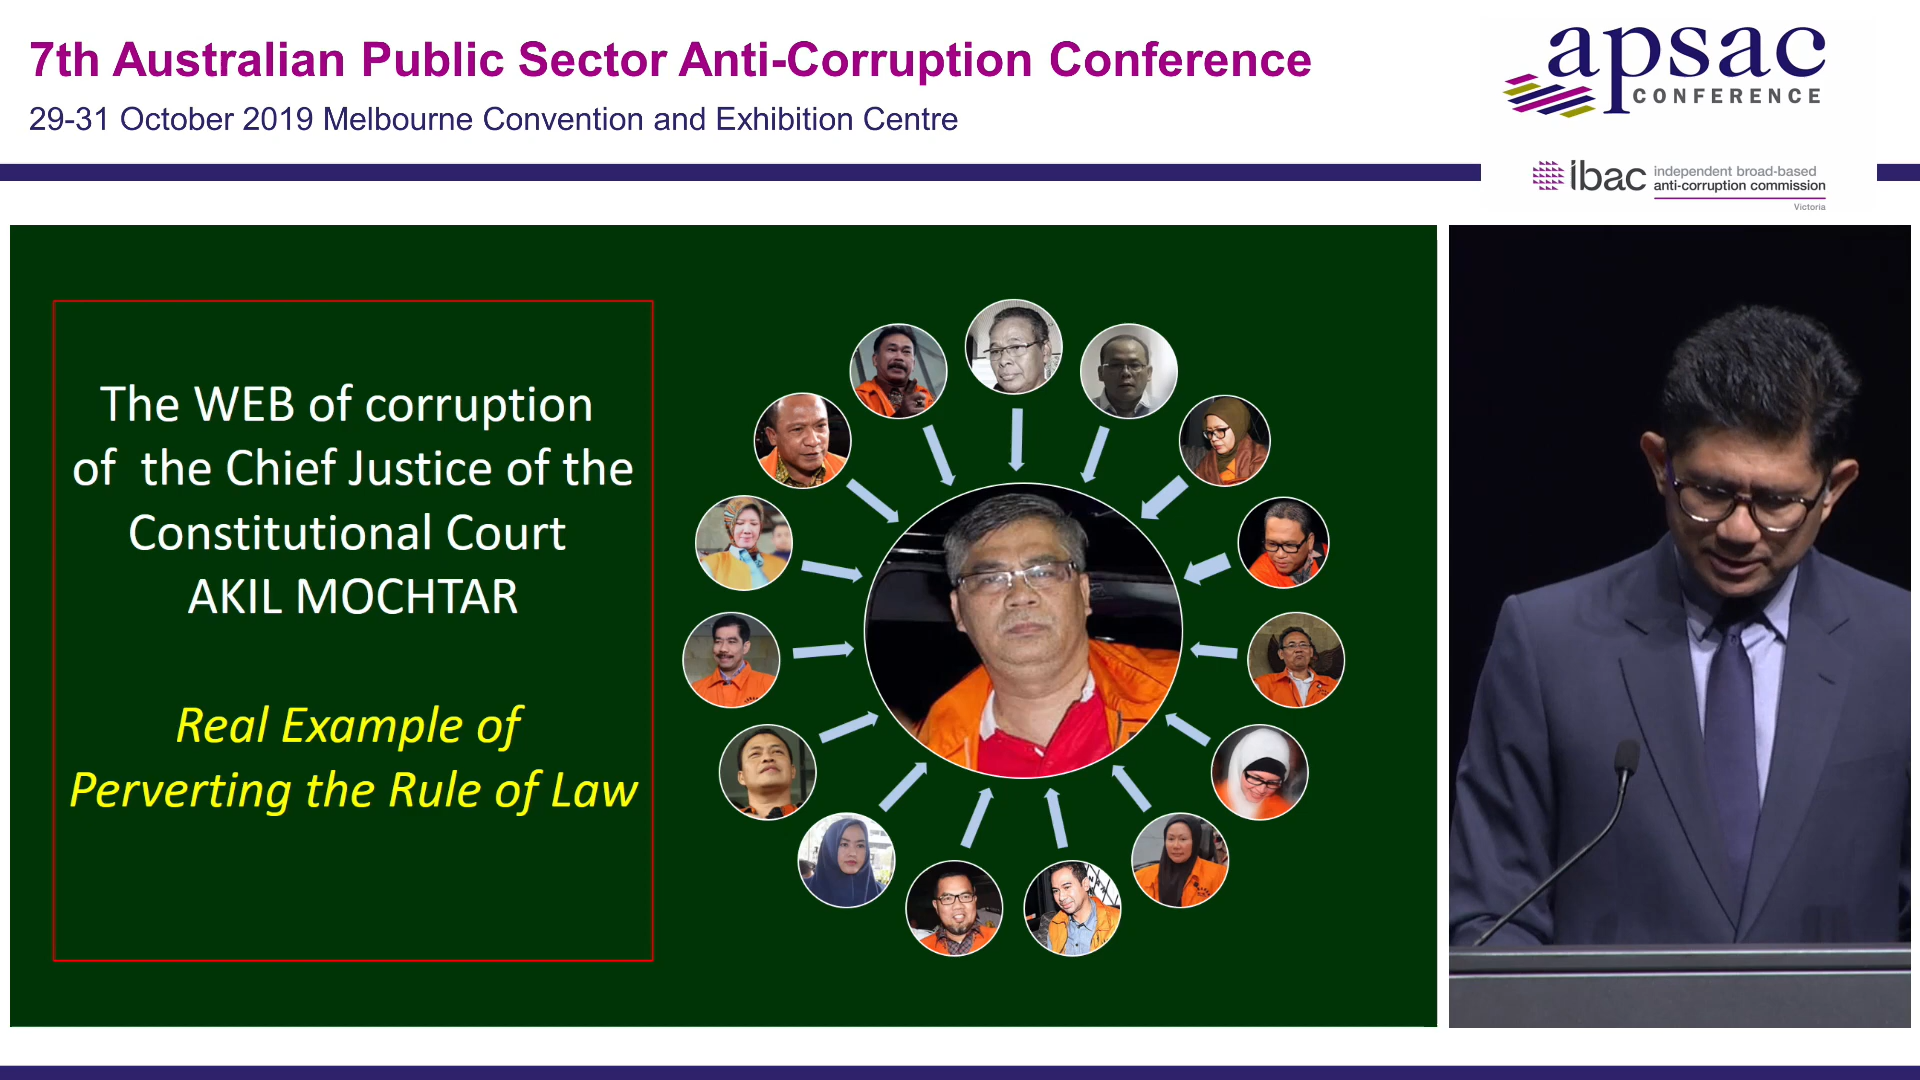 7th Australian Public Sector Anti-Corruption Conference
29-31 October 2019 Melbourne Convention and Exhibition Centre
apsac
CONFERENCE
ibac
independent broad-based
anti-corruption commission
Victoria
The WEB of corruption
of the Chief Justice of the
Constitutional Court
AKIL MOCHTAR
Real Example of
Perverting the Rule of Law